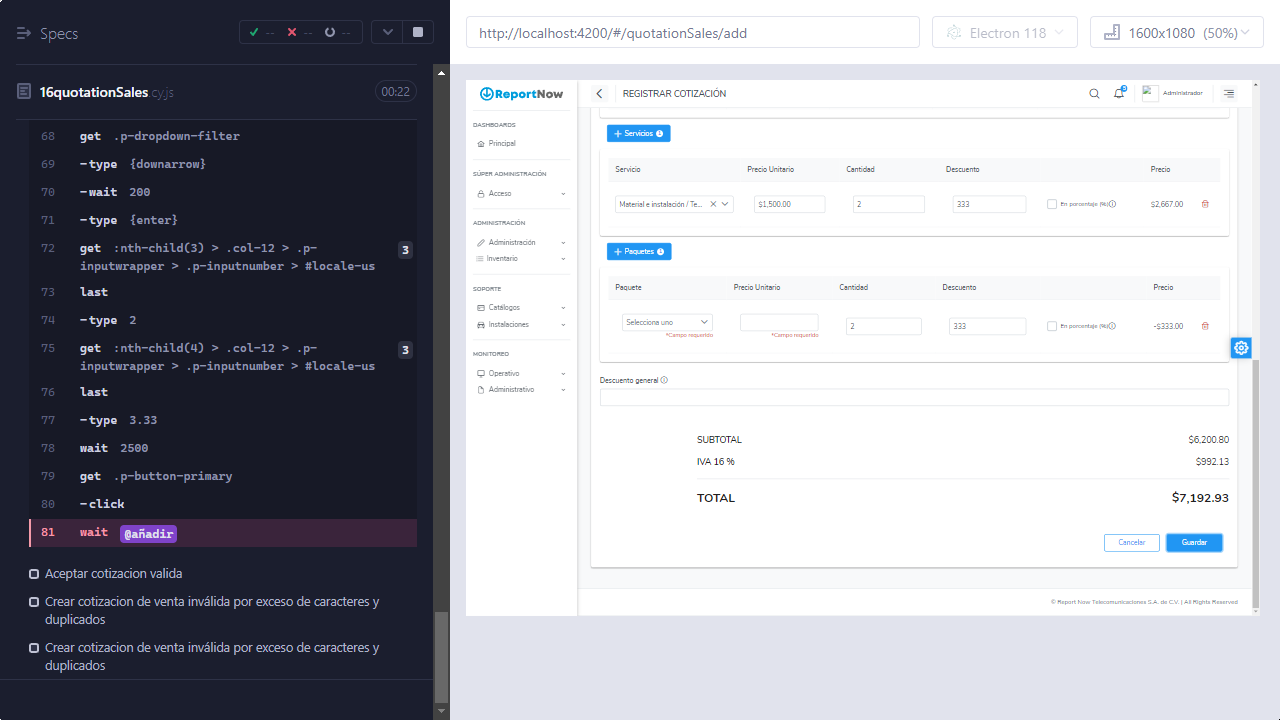 Specs
-- -- --
16quotationSales.cy.js
00:22
68 get .p-dropdown-filter
69 -type {downarrow}
70 -wait 200
71 -type {enter}
72 get :nth-child(3) > .col-12 > .p-
inputwrapper > .p-inputnumber > #locale-us
3
73 last
74 -type 2
75 get :nth-child(4) > .col-12 > .p-
inputwrapper > .p-inputnumber > #locale-us
3
76 last
77 -type 3.33
78 wait 2500
79 get .p-button-primary
80 -click
81 wait @añadir
Aceptar cotizacion valida
Crear cotizacion de venta inválida por exceso de caracteres y
duplicados
Crear cotizacion de venta inválida por exceso de caracteres y
duplicados
http://localhost:4200/#/quotationSales/add
Electron 118
1600x1080 (50%)
ReportNow
REGISTRAR COTIZACIÓN
Administrador
DASHBOARDS
Principal
SÚPER ADMINISTRACIÓN
Acceso
ADMINISTRACIÓN
Administración
Inventario
SOPORTE
Catálogos
Instalaciones
MONITOREO
Operativo
Administrativo
+ Servicios
Servicio Precio Unitario Cantidad Descuento Precio
Material e instalación / Te... $1,500.00 2 333 En porcentaje (%) $2,667.00
+ Paquetes
Paquete Precio Unitario Cantidad Descuento Precio
Selecciona uno 2 333 En porcentaje (%) -$333.00
*Campo requerido *Campo requerido
Descuento general
SUBTOTAL $6,200.80
IVA 16 % $992.13
TOTAL $7,192.93
Cancelar Guardar
© Report Now Telecomunicaciones S.A. de C.V. | All Rights Reserved